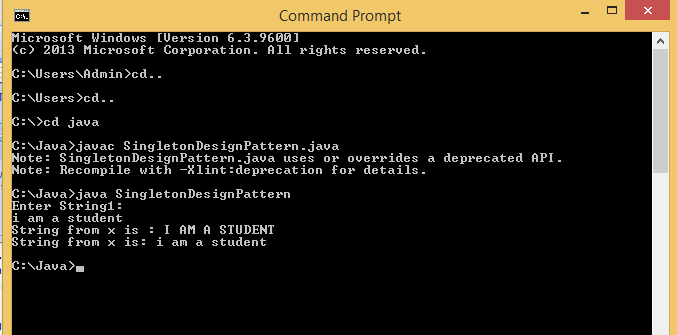 Command Prompt
Microsoft Windows [Version 6.3.9600]
(c) 2013 Microsoft Corporation. All rights reserved.
C:\Users\Admin>cd..
C:\Users>cd..
C:\>cd java
C:\Java>javac SingletonDesignPattern.java
Note: SingletonDesignPattern.java uses or overrides a deprecated API.
Note: Recompile with -Xlint:deprecation for details.
C:\Java>java SingletonDesignPattern
Enter String1:
i am a student
String from x is : I AM A STUDENT
String from x is: i am a student
C:\Java>